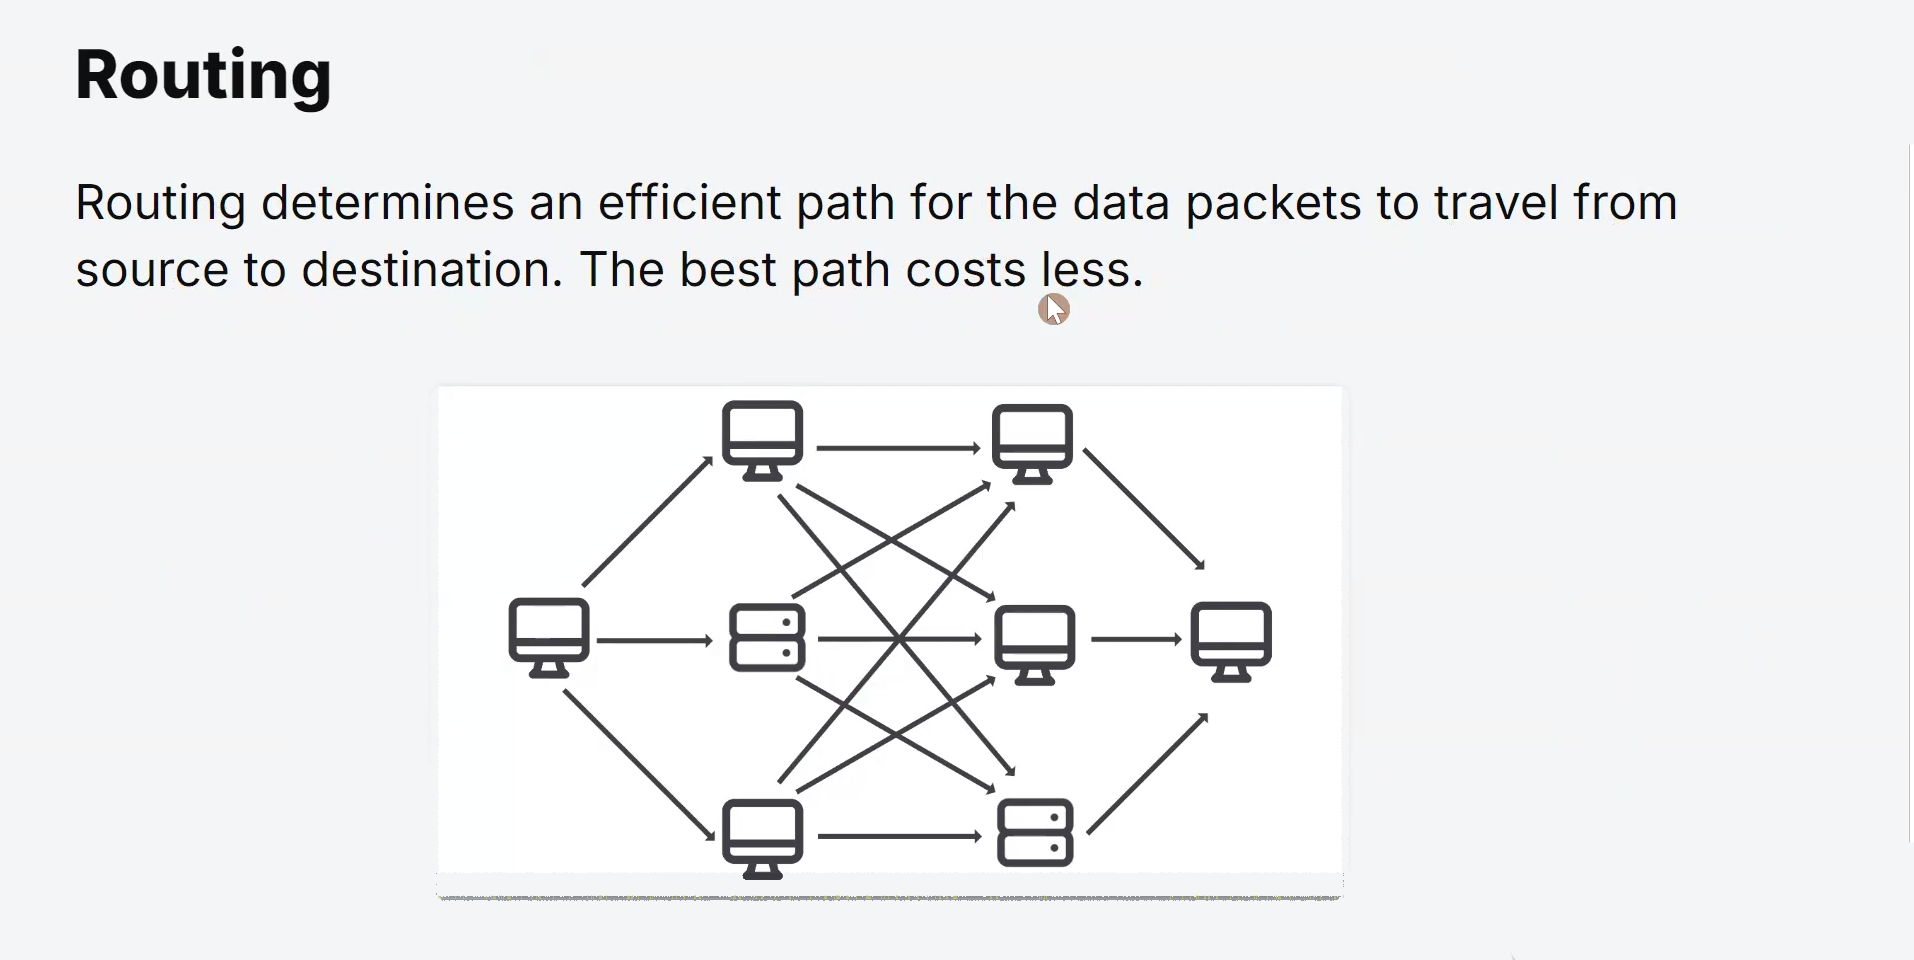 Routing
Routing determines an efficient path for the data packets to travel from
source to destination. The best path costs less.